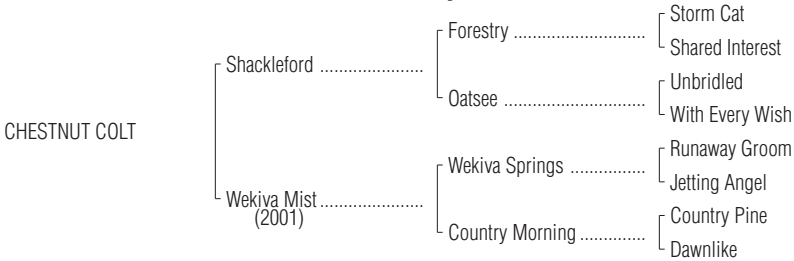 Storm Cat
Forestry ............................
Shared Interest
Shackleford ......................
Unbridled
Oatsee ..............................
With Every Wish
CHESTNUT COLT
Runaway Groom
Wekiva Springs ................
Jetting Angel
Wekiva Mist ......................
(2001)
Country Pine
Country Morning ..............
Dawnlike